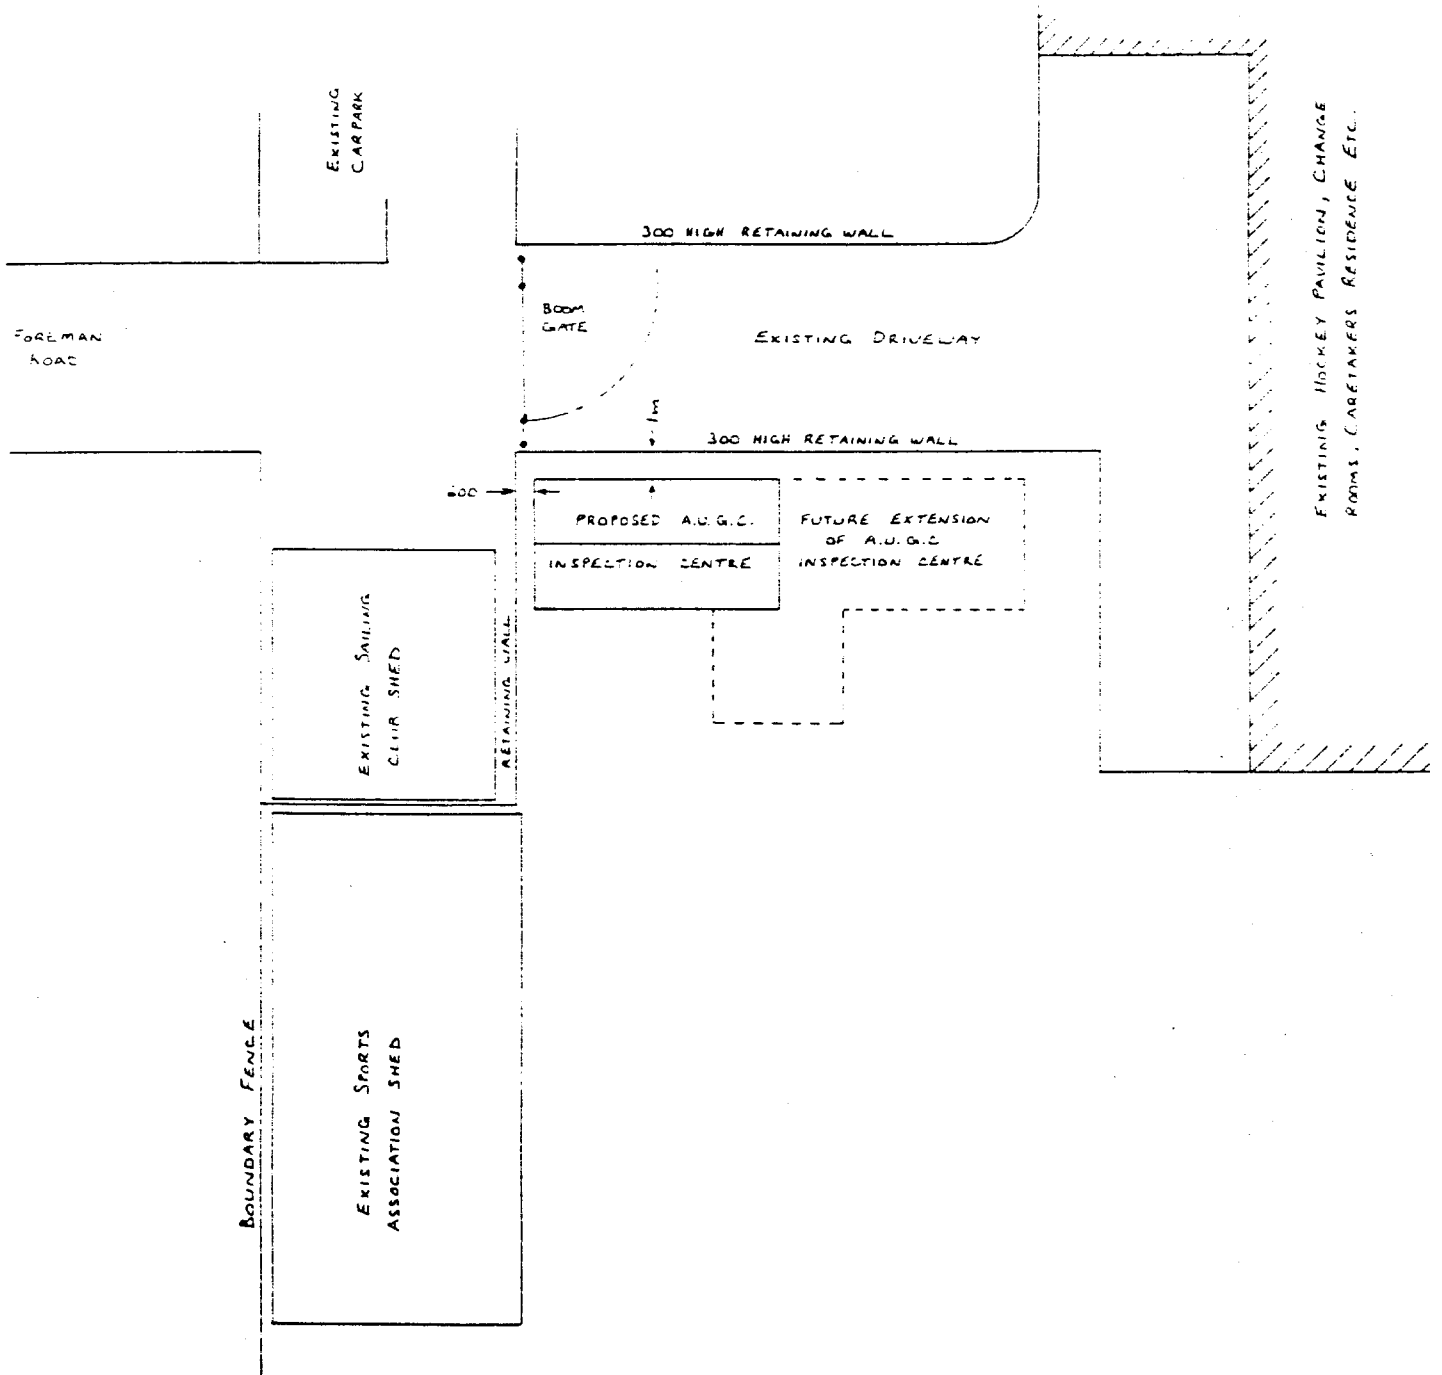 EXISTING
CARPARK
300 HIGH RETAINING WALL
FOREMAN
ROAD
BOOM
GATE
EXISTING DRIVEWAY
1m
300 HIGH RETAINING WALL
PROPOSED A.U.G.C.
INSPECTION CENTRE
FUTURE EXTENSION
OF A.U.G.C
INSPECTION CENTRE
EXISTING SAILING
CLUB SHED
RETAINING WALL
BOUNDARY FENCE
EXISTING SPORTS
ASSOCIATION SHED
EXISTING HOCKEY PAVILION, CHANGE
ROOMS, CARETAKERS RESIDENCE ETC.